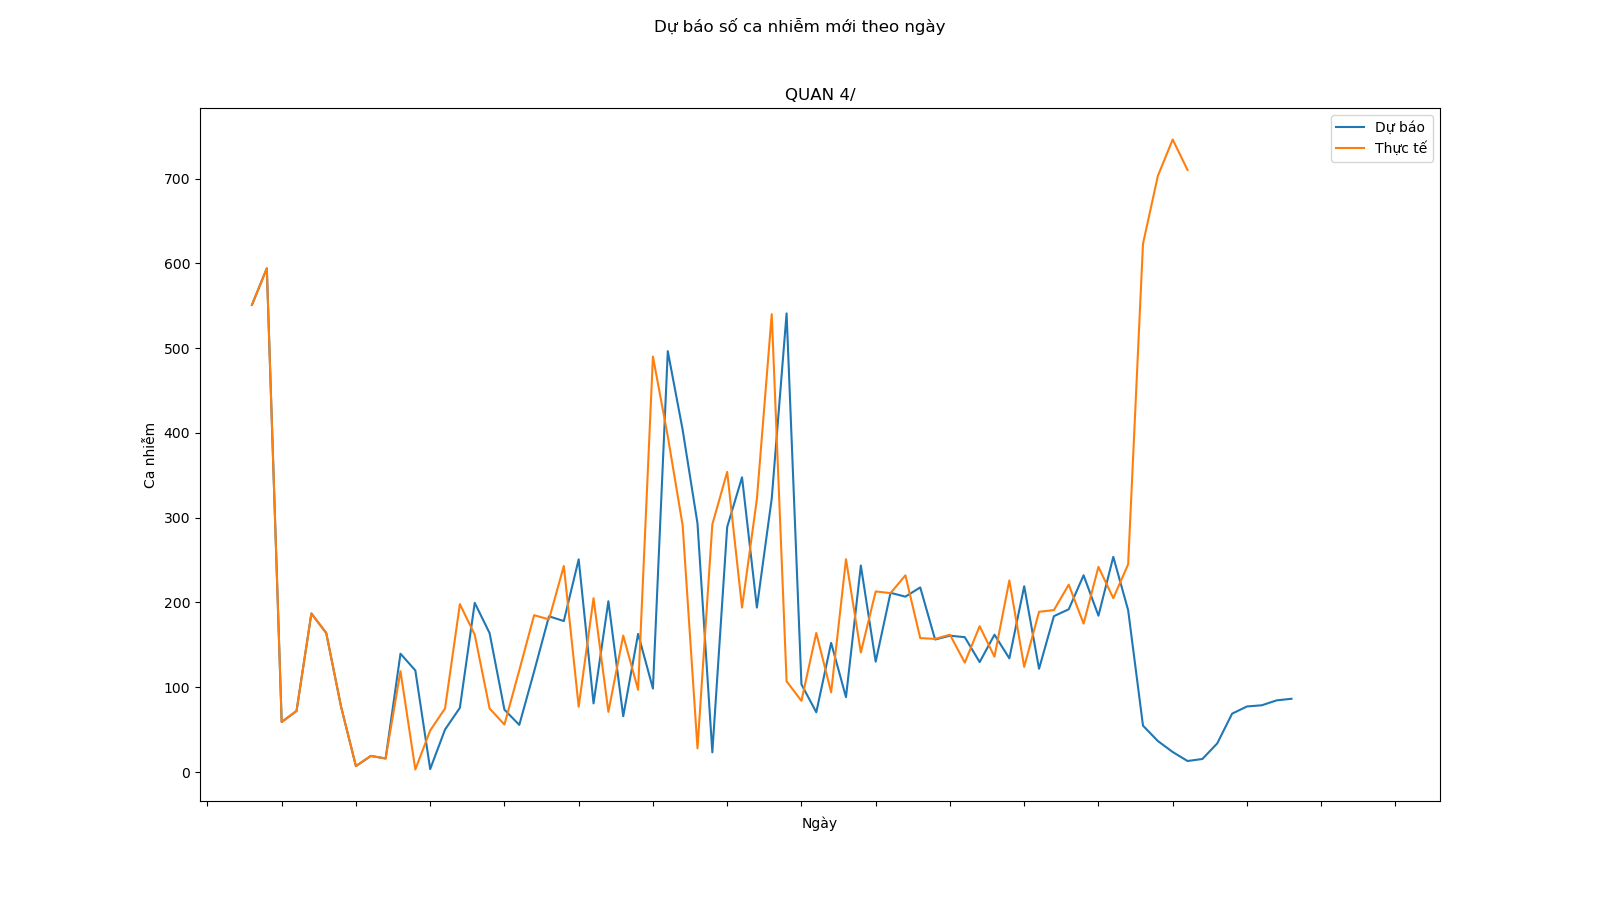 Dự báo số ca nhiễm mới theo ngày
QUAN 4/
Dự báo
Thực tế
700
600
500
400
300
200
100
0
Ca nhiễm
Ngày